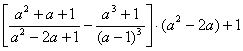 [(a² + a + 1)/(a² − 2a + 1) − (a³ + 1)/(a − 1)³] · (a² − 2a) + 1